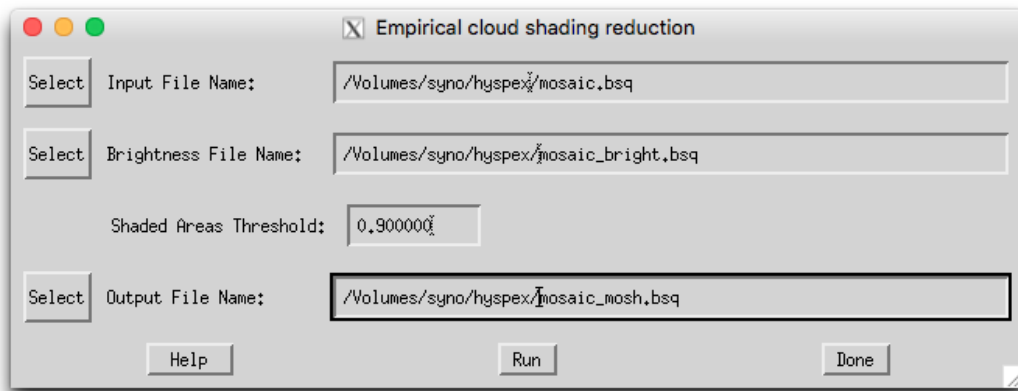 Empirical cloud shading reduction
Select Input File Name: /Volumes/syno/hyspex/mosaic.bsq
Select Brightness File Name: /Volumes/syno/hyspex/mosaic_bright.bsq
Shaded Areas Threshold: 0.900000
Select Output File Name: /Volumes/syno/hyspex/mosaic_mosh.bsq
Help Run Done